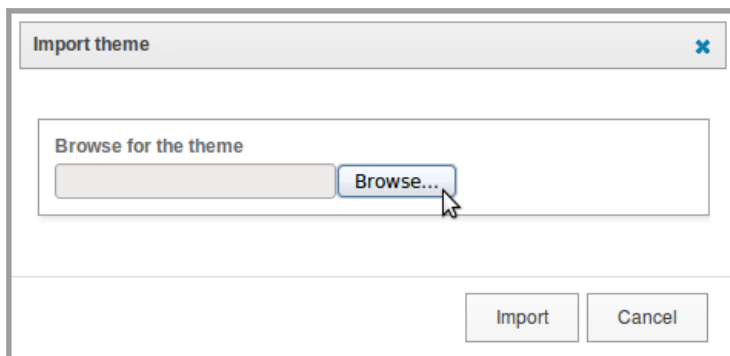 Import theme
Browse for the theme
Browse...
Import Cancel